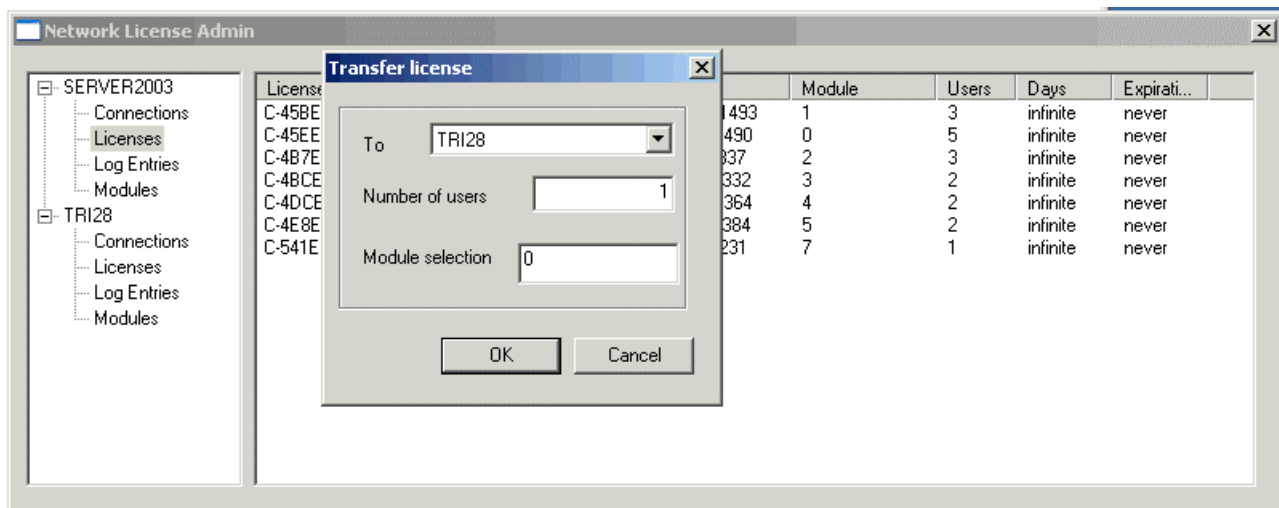 Network License Admin
SERVER2003
Connections
Licenses
Log Entries
Modules
TRI28
Connections
Licenses
Log Entries
Modules
Transfer license
To TRI28
Number of users 1
Module selection 0
OK Cancel
License Module Users Days Expirati...
C-45BE 1493 1 3 infinite never
C-45EE 490 0 5 infinite never
C-4B7E 337 2 3 infinite never
C-4BCE 332 3 2 infinite never
C-4DCE 364 4 2 infinite never
C-4E8E 384 5 2 infinite never
C-541E 231 7 1 infinite never